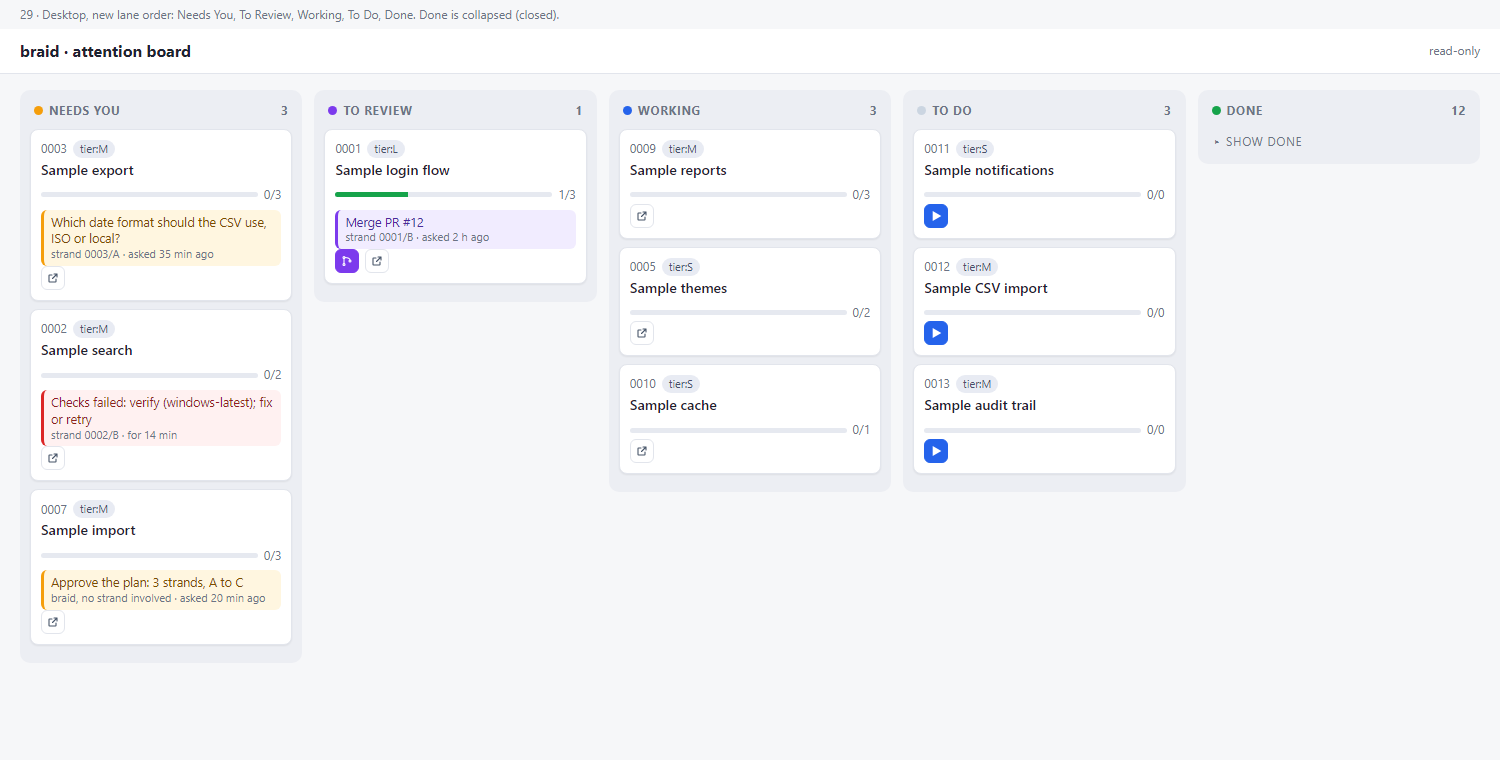 29 · Desktop, new lane order: Needs You, To Review, Working, To Do, Done. Done is collapsed (closed).
braid · attention board
read-only
NEEDS YOU 3
0003 tier:M
Sample export
0/3
Which date format should the CSV use,
ISO or local?
strand 0003/A · asked 35 min ago
0002 tier:M
Sample search
0/2
Checks failed: verify (windows-latest); fix
or retry
strand 0002/B · for 14 min
0007 tier:M
Sample import
0/3
Approve the plan: 3 strands, A to C
braid, no strand involved · asked 20 min ago
TO REVIEW 1
0001 tier:L
Sample login flow
1/3
Merge PR #12
strand 0001/B · asked 2 h ago
WORKING 3
0009 tier:M
Sample reports
0/3
0005 tier:S
Sample themes
0/2
0010 tier:S
Sample cache
0/1
TO DO 3
0011 tier:S
Sample notifications
0/0
0012 tier:M
Sample CSV import
0/0
0013 tier:M
Sample audit trail
0/0
DONE 12
▸ SHOW DONE